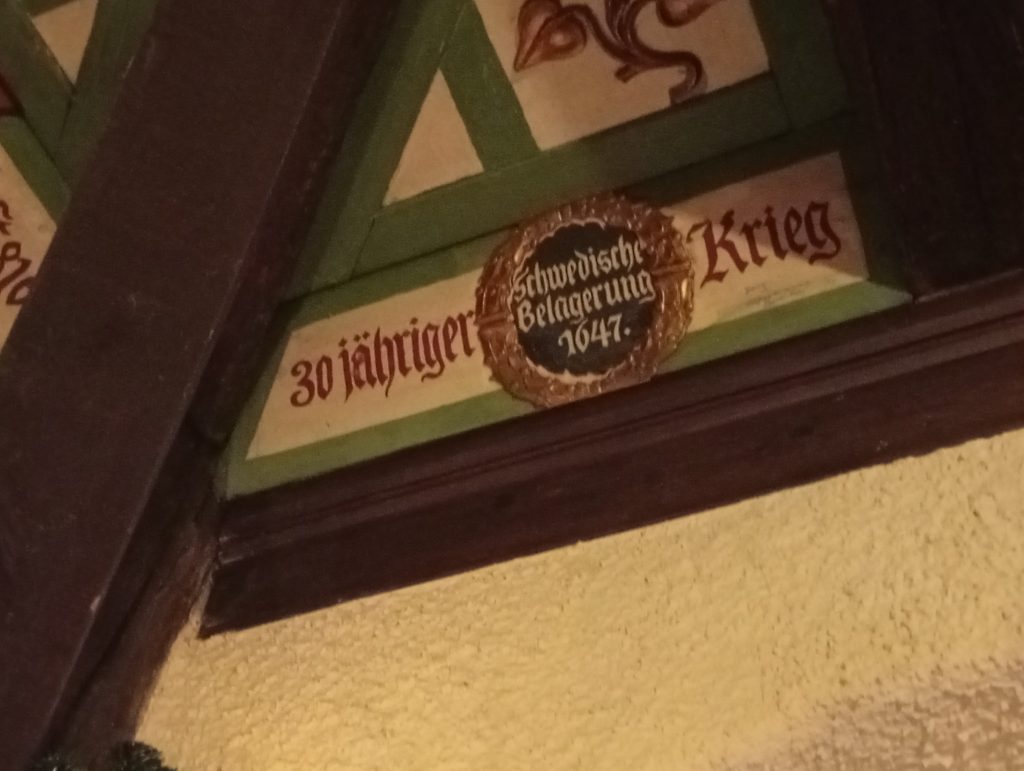 30 jähriger
Schwedische
Belagerung
1647.
Krieg